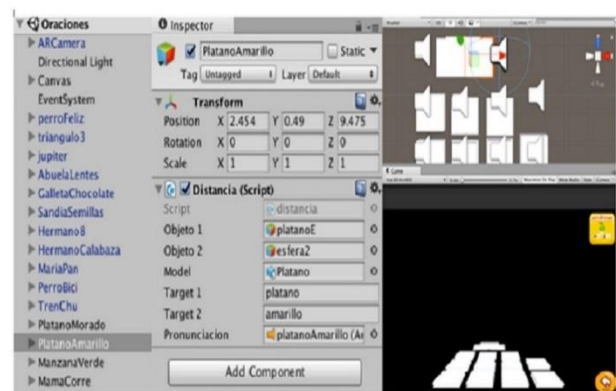 Oraciones
ARCamera
Directional Light
Canvas
EventSystem
perroFeliz
triangulo3
jupiter
AbuelaLentes
GalletaChocolate
SandiaSemillas
Hermano8
HermanoCalabaza
MariaPan
PerroBici
TrenChu
PlatanoMorado
PlatanoAmarillo
ManzanaVerde
MamaCorre
Inspector
PlatanoAmarillo Static
Tag Untagged Layer Default
Transform
Position X 2.454 Y 0.49 Z 9.475
Rotation X 0 Y 0 Z 0
Scale X 1 Y 1 Z 1
Distancia (Script)
Script distancia
Objeto 1 platanoE
Objeto 2 esfera2
Model Platano
Target 1 platano
Target 2 amarillo
Pronunciacion platanoAmarillo (Au
Add Component